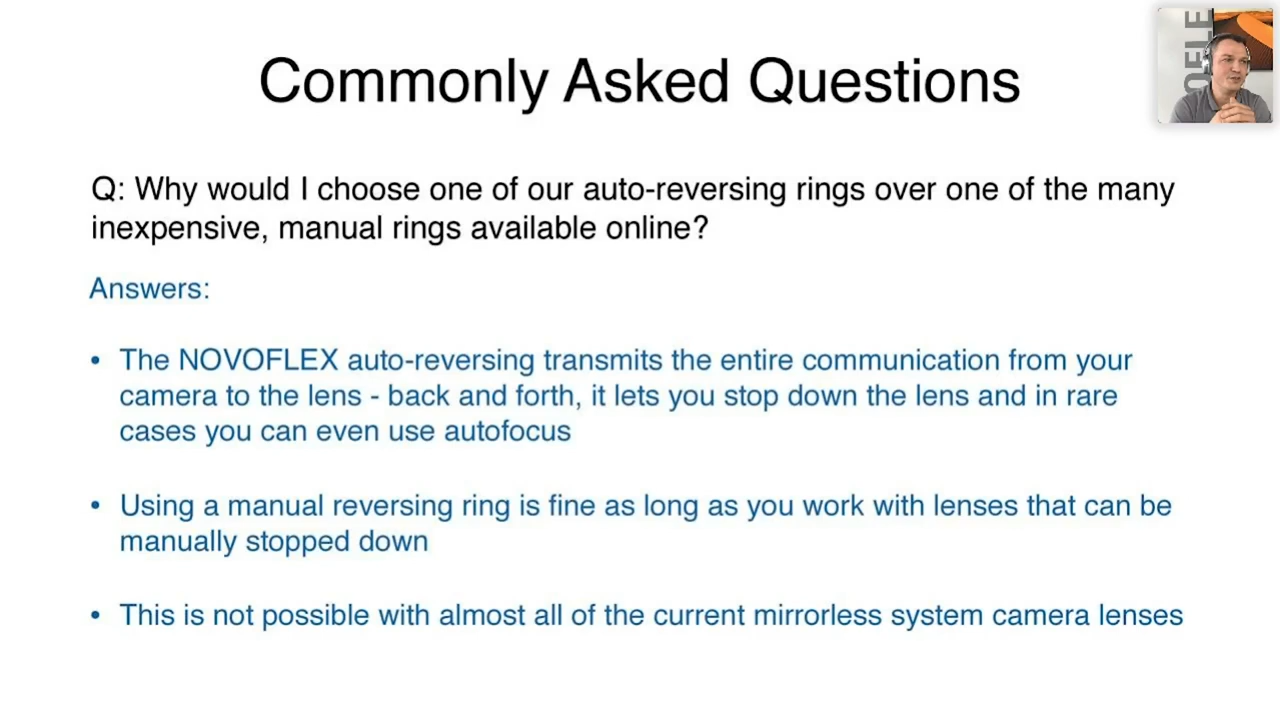 Commonly Asked Questions
Q: Why would I choose one of our auto-reversing rings over one of the many
inexpensive, manual rings available online?
Answers:
• The NOVOFLEX auto-reversing transmits the entire communication from your
camera to the lens - back and forth, it lets you stop down the lens and in rare
cases you can even use autofocus
• Using a manual reversing ring is fine as long as you work with lenses that can be
manually stopped down
• This is not possible with almost all of the current mirrorless system camera lenses
OFLE